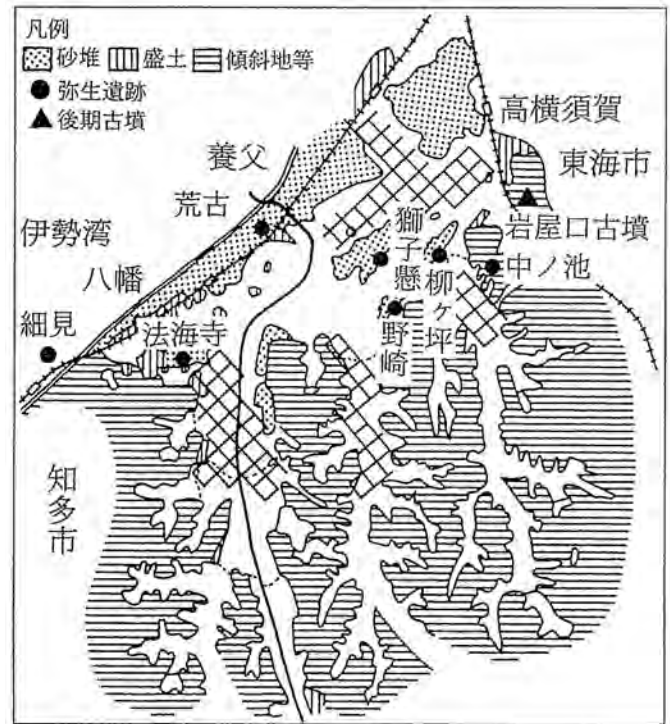 凡例
砂堆 盛土 傾斜地等
弥生遺跡
後期古墳
高横須賀
養父
東海市
荒古
伊勢湾
獅子懸
岩屋口古墳
八幡
柳ヶ坪
中ノ池
細見
法海寺
野崎
知多市